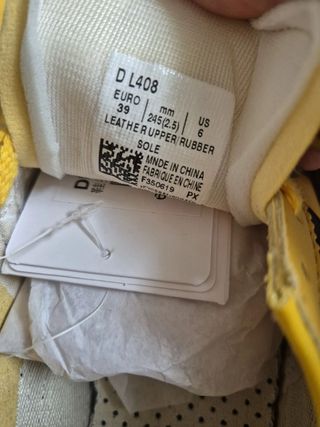 D L408
EURO mm US
39 245(2.5) 6
LEATHER UPPER/RUBBER
SOLE
MNDE IN CHINA
FABRIQUE EN CHINE
F350619 PX
D